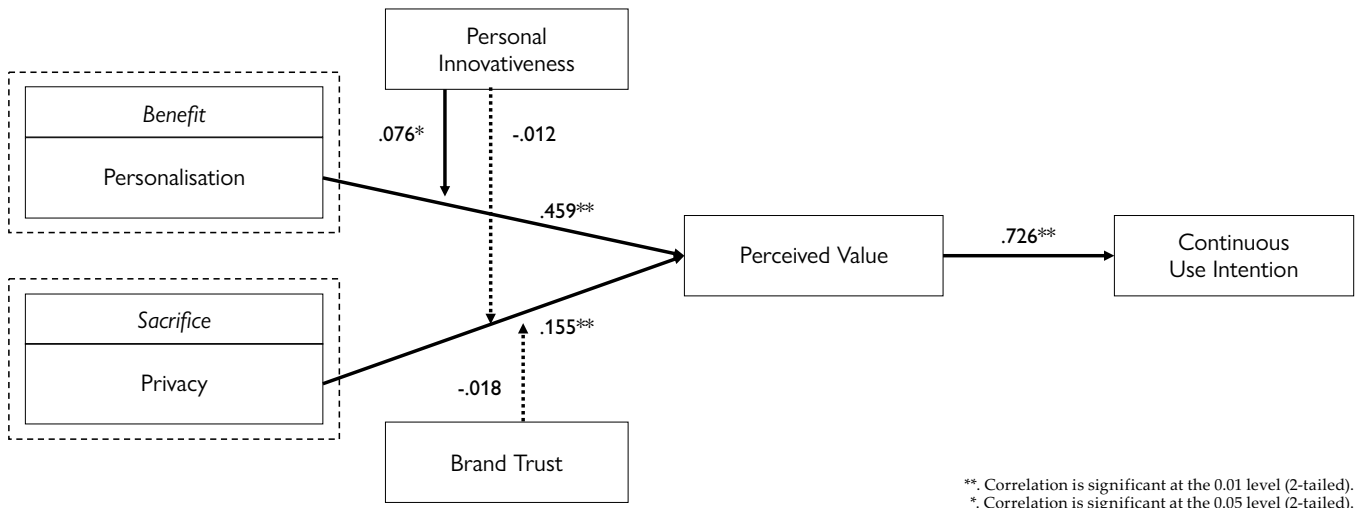 Personal
Innovativeness
Benefit
Personalisation
.076*
-.012
.459**
Perceived Value
.726**
Continuous
Use Intention
Sacrifice
Privacy
.155**
-.018
Brand Trust
**. Correlation is significant at the 0.01 level (2-tailed).
*. Correlation is significant at the 0.05 level (2-tailed).